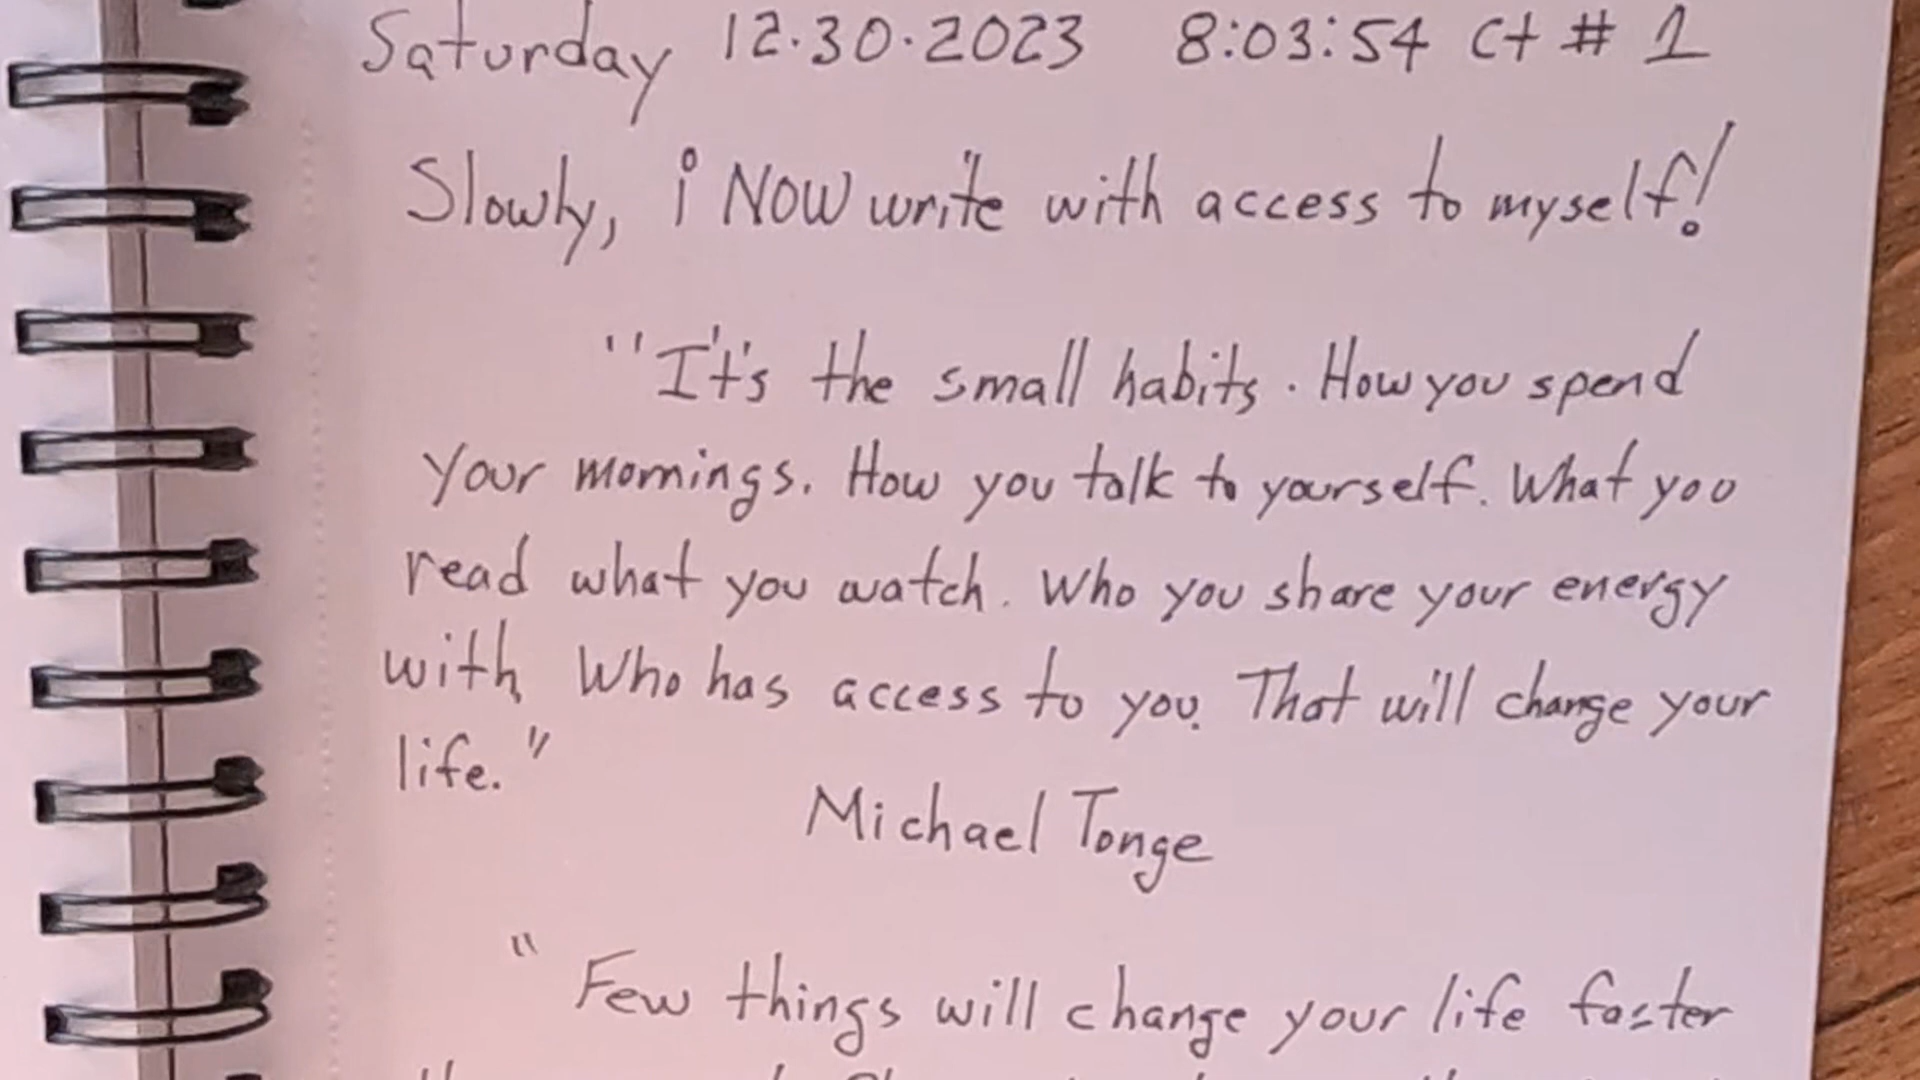 Saturday 12.30.2023 8:03:54 ct # 1
Slowly, i NOW write with access to myself!
"It's the small habits. How you spend
your mornings. How you talk to yourself. What you
read what you watch. Who you share your energy
with. Who has access to you. That will change your
life."
Michael Tonge
"Few things will change your life faster